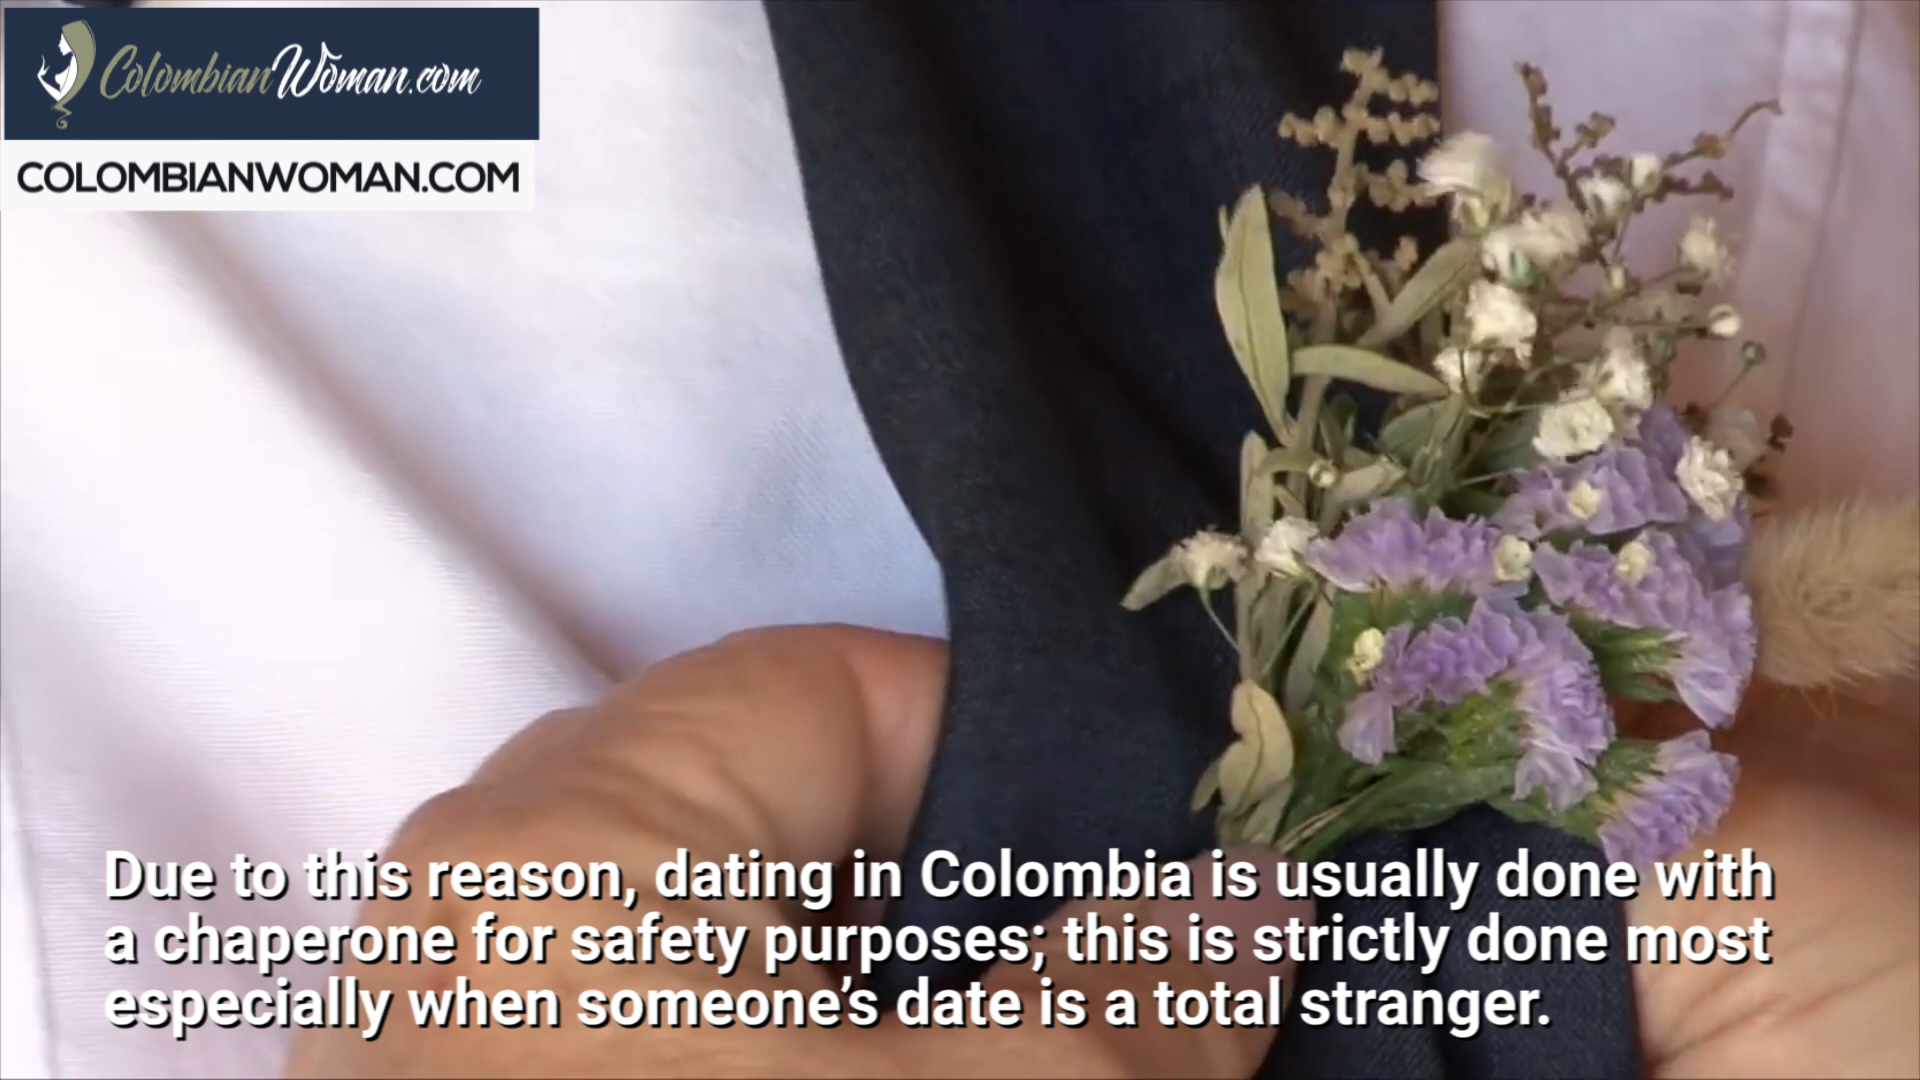 ColombianWoman.com
COLOMBIANWOMAN.COM
Due to this reason, dating in Colombia is usually done with
a chaperone for safety purposes; this is strictly done most
especially when someone's date is a total stranger.